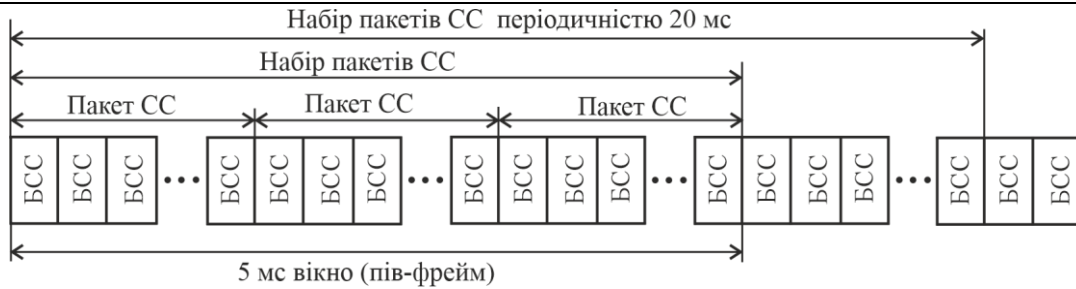 Набір пакетів СС періодичністю 20 мс
Набір пакетів СС
Пакет СС Пакет СС Пакет СС
БСС БСС БСС ••• БСС БСС БСС БСС ••• БСС БСС БСС БСС ••• БСС БСС БСС БСС ••• БСС БСС БСС
5 мс вікно (пів-фрейм)